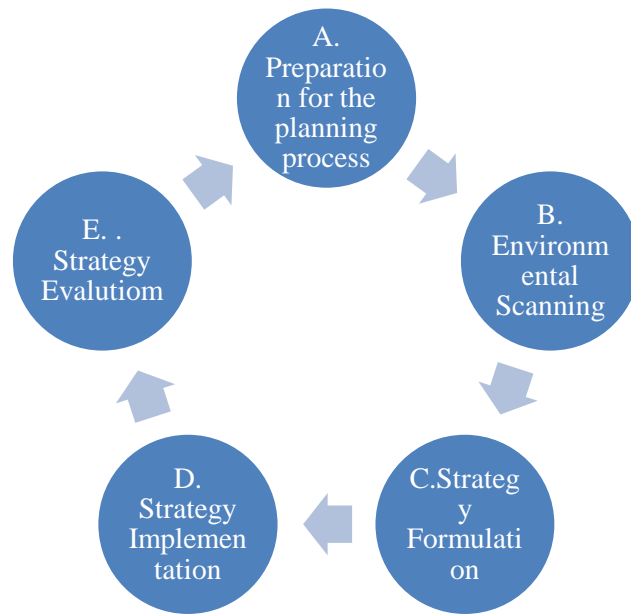 A.
Preparatio
n for the
planning
process
B.
Environm
ental
Scanning
C.Strateg
y
Formulati
on
D.
Strategy
Implemen
tation
E. .
Strategy
Evalutiom